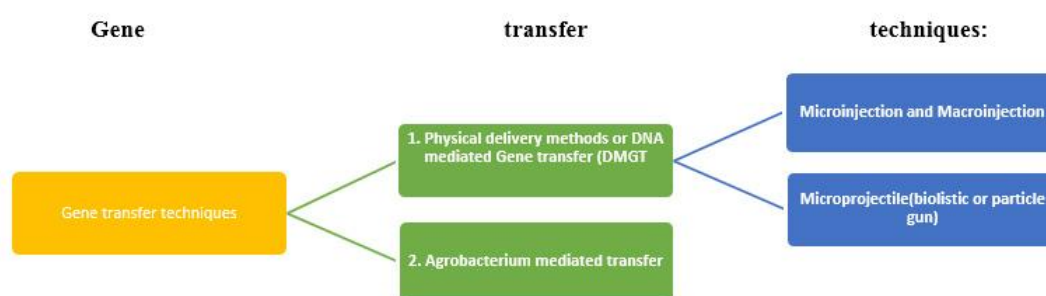 Gene transfer techniques:
Gene transfer techniques
1. Physical delivery methods or DNA
mediated Gene transfer (DMGT
2. Agrobacterium mediated transfer
Microinjection and Macroinjection
Microprojectile(biolistic or particle
gun)